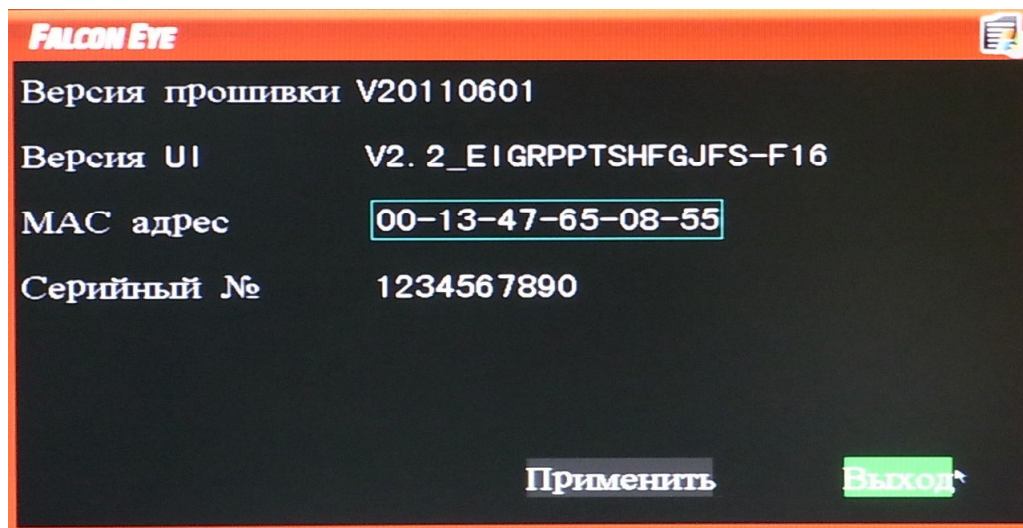 FALCON EYE
Версия прошивки V20110601
Версия UI V2.2_EIGRPPTSHFGJFS-F16
MAC адрес 00-13-47-65-08-55
Серийный № 1234567890
Применить Выход